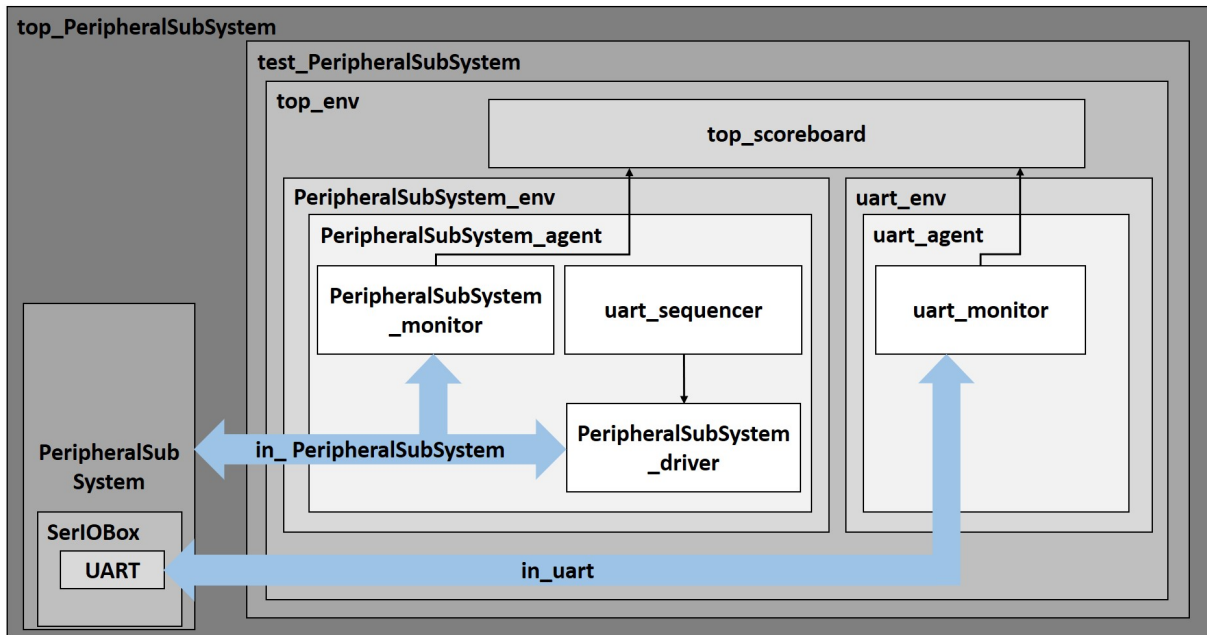 top_PeripheralSubSystem
test_PeripheralSubSystem
top_env
top_scoreboard
PeripheralSubSystem_env
uart_env
PeripheralSubSystem_agent
uart_agent
PeripheralSubSystem
_monitor
uart_sequencer
uart_monitor
PeripheralSub
System
in_ PeripheralSubSystem
PeripheralSubSystem
_driver
SerIOBox
UART
in_uart